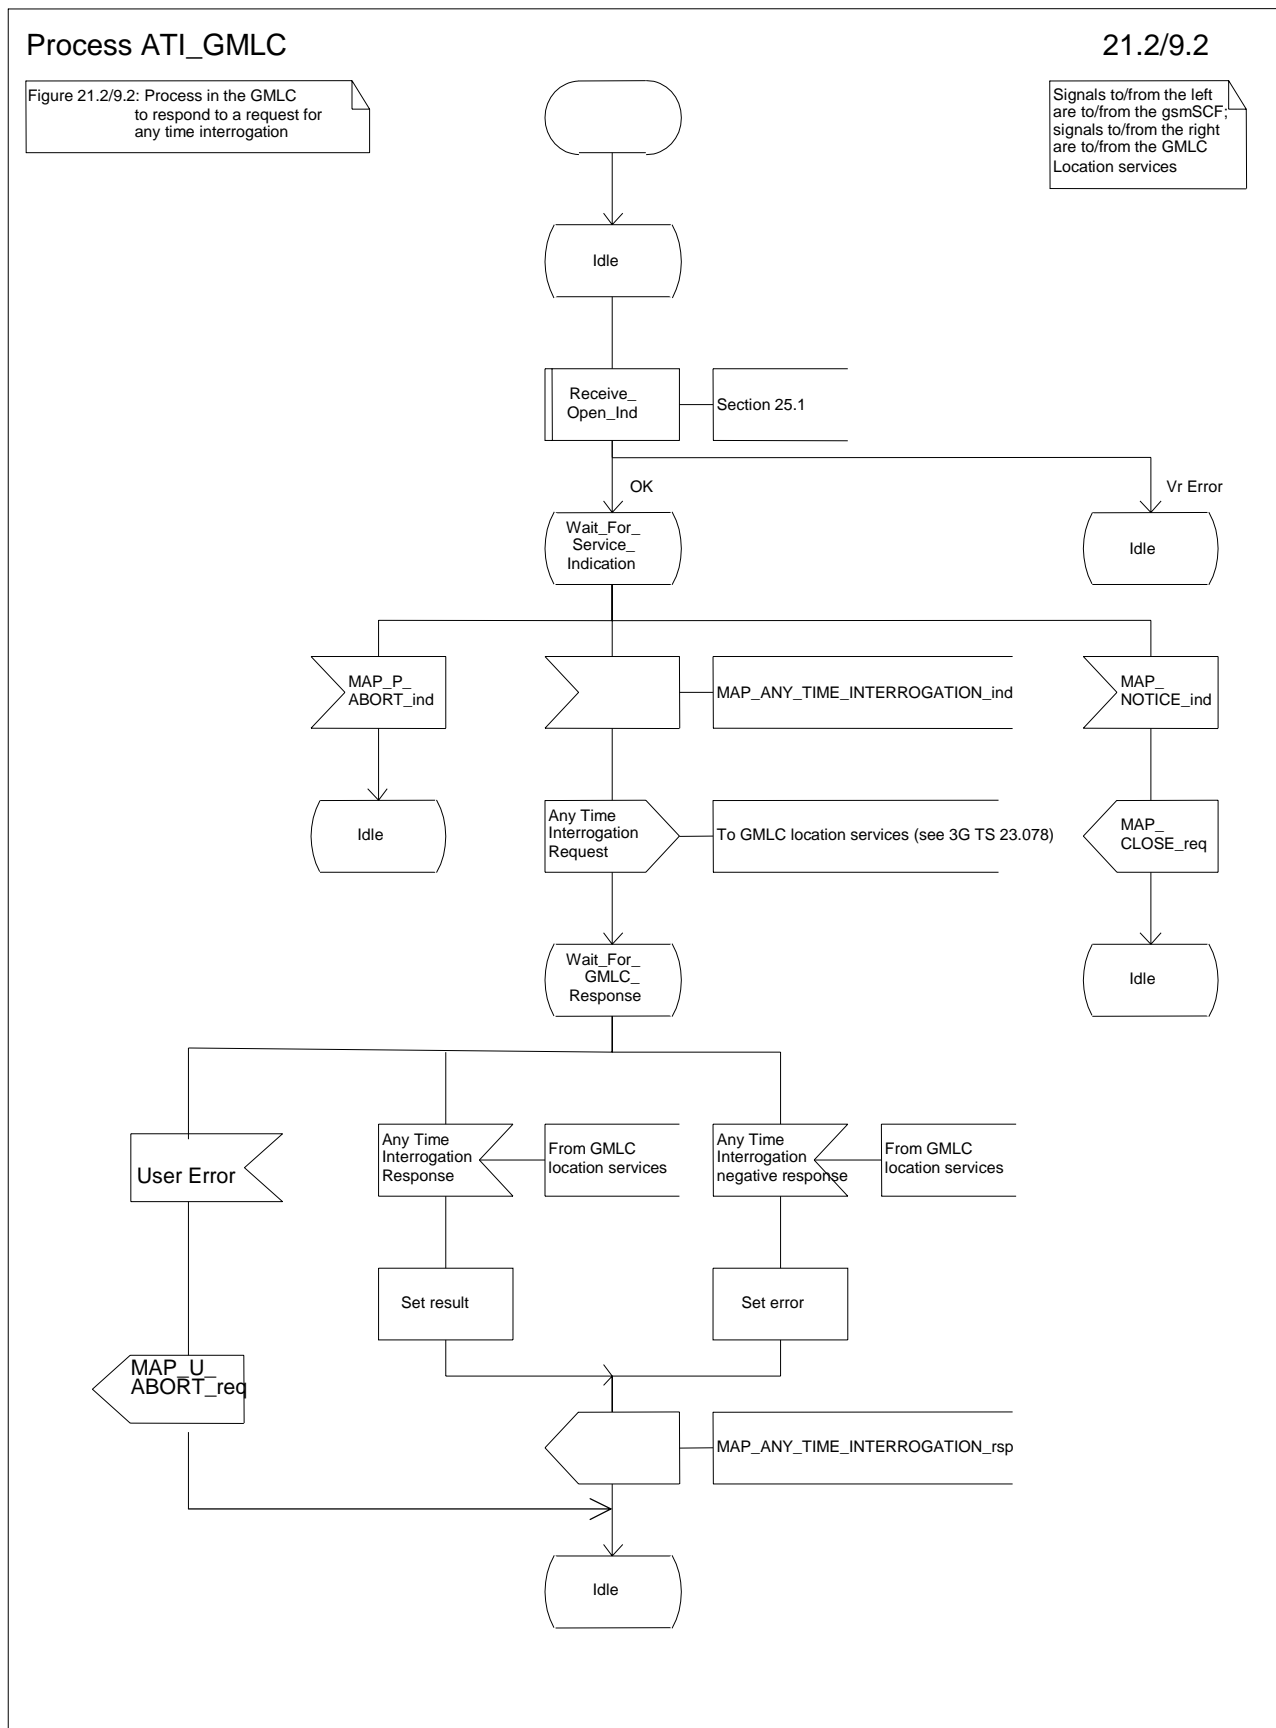 Process ATI_GMLC
21.2/9.2
Figure 21.2/9.2: Process in the GMLC
to respond to a request for
any time interrogation
Signals to/from the left
are to/from the gsmSCF;
signals to/from the right
are to/from the GMLC
Location services
Idle
Receive_
Open_Ind
Section 25.1
OK
Vr Error
Wait_For_
Service_
Indication
Idle
MAP_P_
ABORT_ind
MAP_ANY_TIME_INTERROGATION_ind
MAP_
NOTICE_ind
Idle
Any Time
Interrogation
Request
To GMLC location services (see 3G TS 23.078)
MAP_
CLOSE_req
Wait_For_
GMLC_
Response
Idle
User Error
Any Time
Interrogation
Response
From GMLC
location services
Any Time
Interrogation
negative response
From GMLC
location services
Set result
Set error
MAP_U_
ABORT_req
MAP_ANY_TIME_INTERROGATION_rsp
Idle